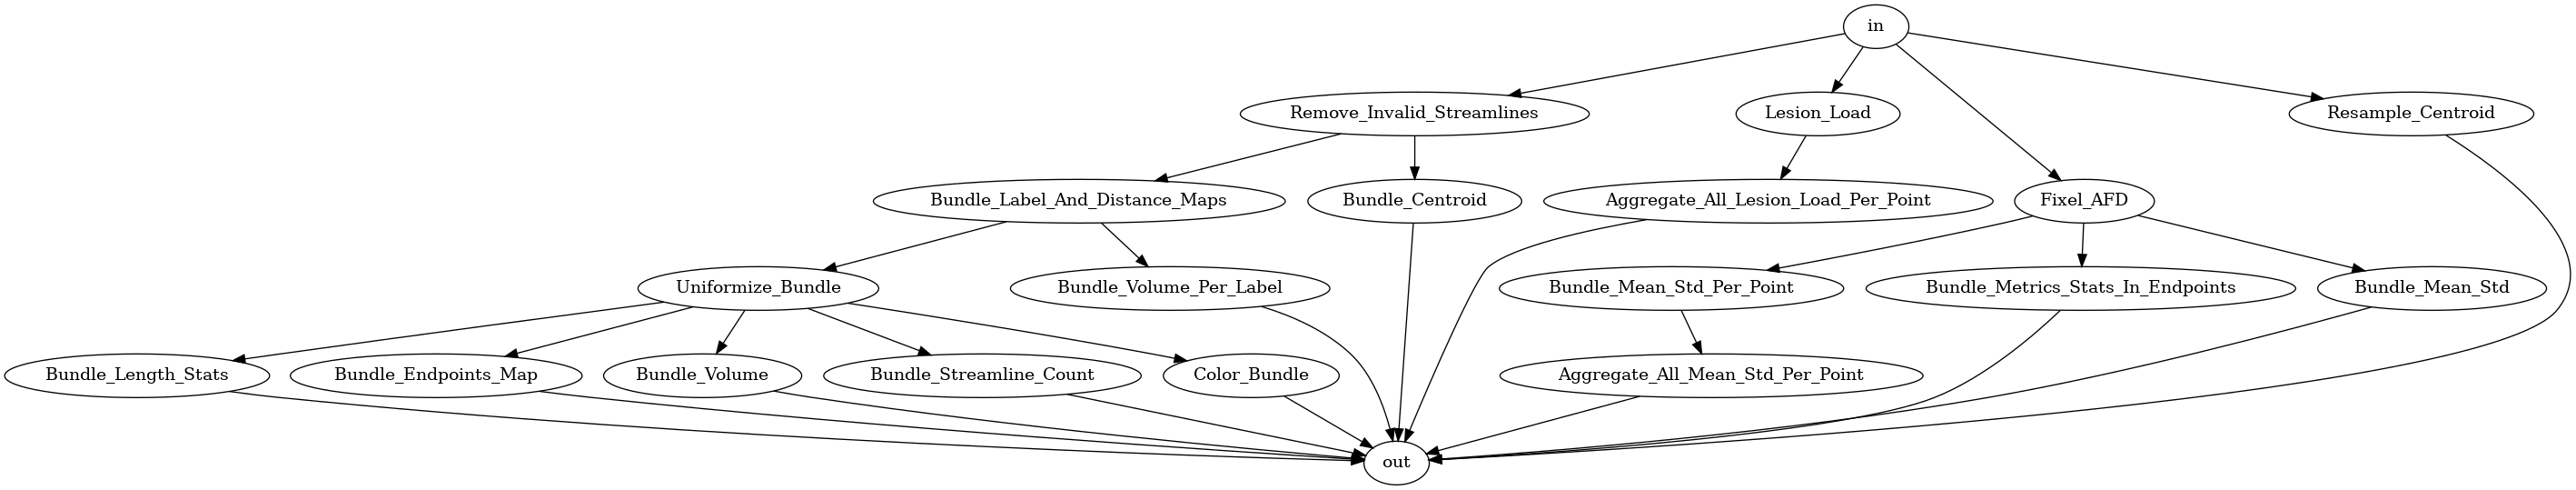 in
Remove_Invalid_Streamlines
Lesion_Load
Resample_Centroid
Bundle_Label_And_Distance_Maps
Bundle_Centroid
Aggregate_All_Lesion_Load_Per_Point
Fixel_AFD
Uniformize_Bundle
Bundle_Volume_Per_Label
Bundle_Mean_Std_Per_Point
Bundle_Metrics_Stats_In_Endpoints
Bundle_Mean_Std
Bundle_Length_Stats
Bundle_Endpoints_Map
Bundle_Volume
Bundle_Streamline_Count
Color_Bundle
Aggregate_All_Mean_Std_Per_Point
out